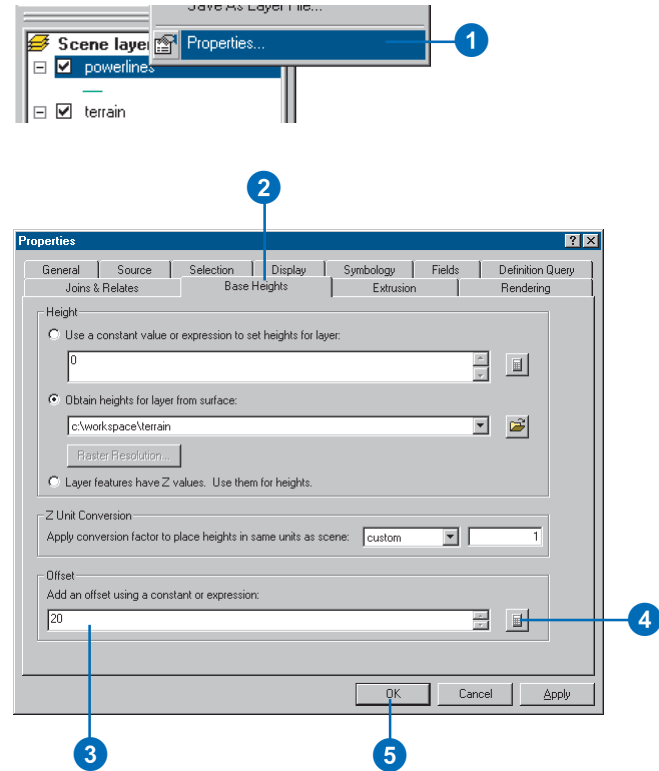 Save As Layer File...
Scene layer
Properties...
1
powerlines
terrain
2
Properties
General Source Selection Display Symbology Fields Definition Query
Joins & Relates Base Heights Extrusion Rendering
Height
Use a constant value or expression to set heights for layer:
0
Obtain heights for layer from surface:
c:\workspace\terrain
Raster Resolution...
Layer features have Z values. Use them for heights.
Z Unit Conversion
Apply conversion factor to place heights in same units as scene: custom 1
Offset
Add an offset using a constant or expression:
20
4
OK Cancel Apply
3
5